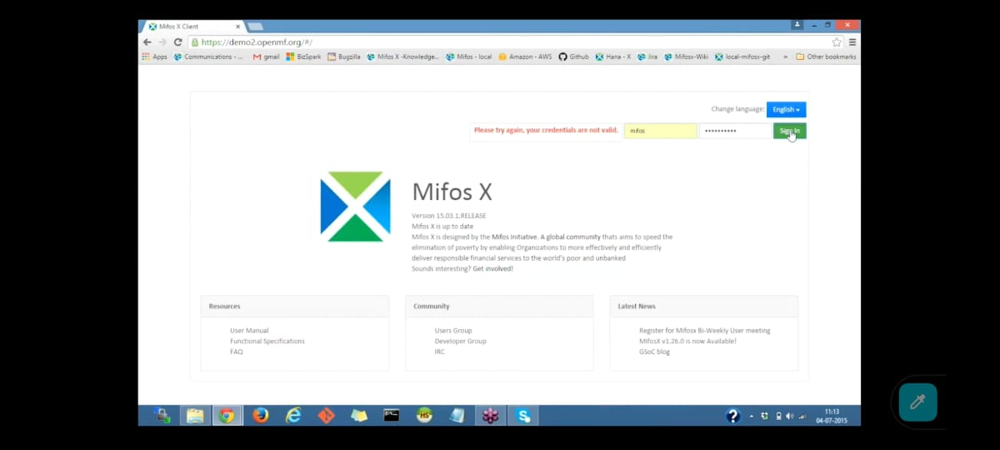 Mifos X Client
https://demo2.openmf.org/#/
Apps Communications - ... gmail BizSpark Bugzilla Mifos X -Knowledge... Mifos - local Amazon - AWS Github Hana - X Jira Mifosx-Wiki local-mifosx-git » Other bookmarks
Change language: English
Please try again, your credentials are not valid. mifos •••••••••• Sign In
Mifos X
Version 15.03.1.RELEASE
Mifos X is up to date
Mifos X is designed by the Mifos Initiative. A global community thats aims to speed the
elimination of poverty by enabling Organizations to more effectively and efficiently
deliver responsible financial services to the world's poor and unbanked
Sounds interesting? Get involved!
Resources
User Manual
Functional Specifications
FAQ
Community
Users Group
Developer Group
IRC
Latest News
Register for Mifosx Bi-Weekly User meeting
MifosX v1.26.0 is now Available!
GSoC blog
HS
11:13
04-07-2015